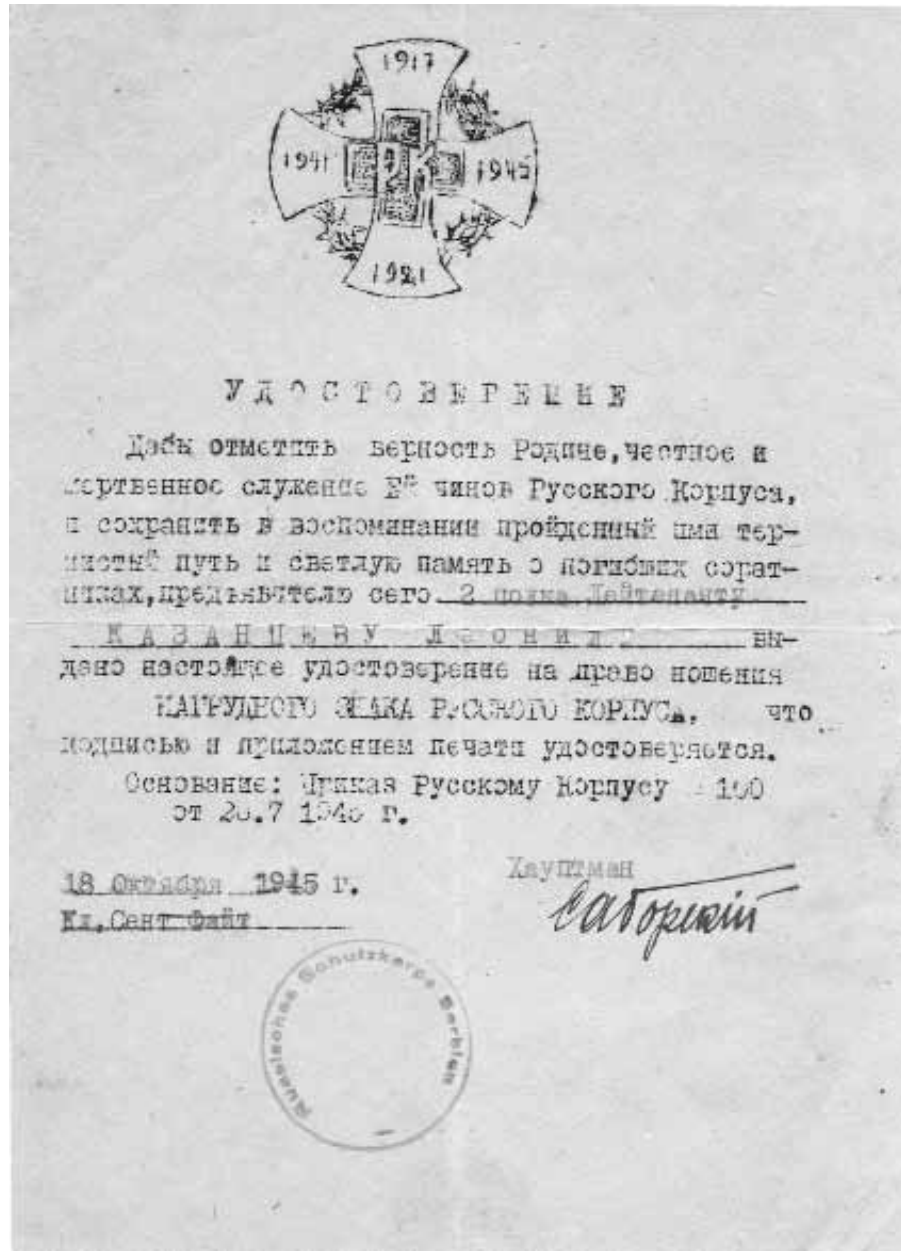 1917
1941 1945
1921
УДОСТОВЕРЕНИЕ
Дабы отметить верность Родине, честное и
жертвенное служение чинов Русского Корпуса,
и сохранить в воспоминании пройденный ими тер-
нистый путь и светлую память о погибших сорат-
никах, предъявителю сего 2 полка Лейтенанту
КАЗАНЦЕВУ Леониду вы-
дано настоящее удостоверение на право ношения
НАГРУДНОГО ЗНАКА РУССКОГО КОРПУСА, что
подписью и приложением печати удостоверяется.
Основание: Приказ Русскому Корпусу
от г.
18 Октября 1945 г.
Хауптман
Кл. Сент Файт
Russisches Schutzkorps Serbien